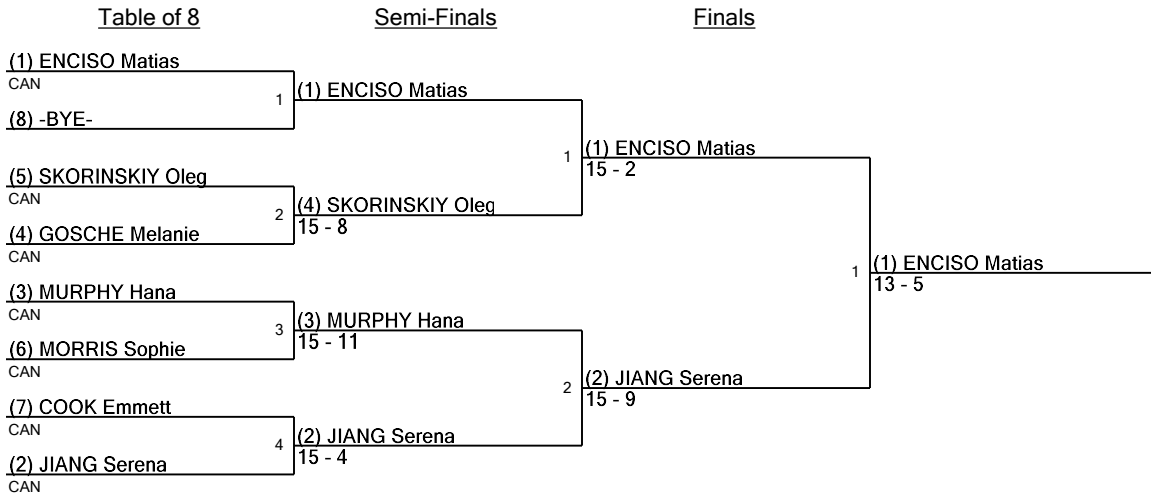 Table of 8
Semi-Finals
Finals
(1) ENCISO Matias
CAN
1
(8) -BYE-
(5) SKORINSKIY Oleg
CAN
2
(4) GOSCHE Melanie
CAN
(3) MURPHY Hana
CAN
3
(6) MORRIS Sophie
CAN
(7) COOK Emmett
CAN
4
(2) JIANG Serena
CAN
(1) ENCISO Matias
1
(4) SKORINSKIY Oleg
15 - 8
(3) MURPHY Hana
15 - 11
2
(2) JIANG Serena
15 - 4
(1) ENCISO Matias
15 - 2
1
(2) JIANG Serena
15 - 9
(1) ENCISO Matias
13 - 5